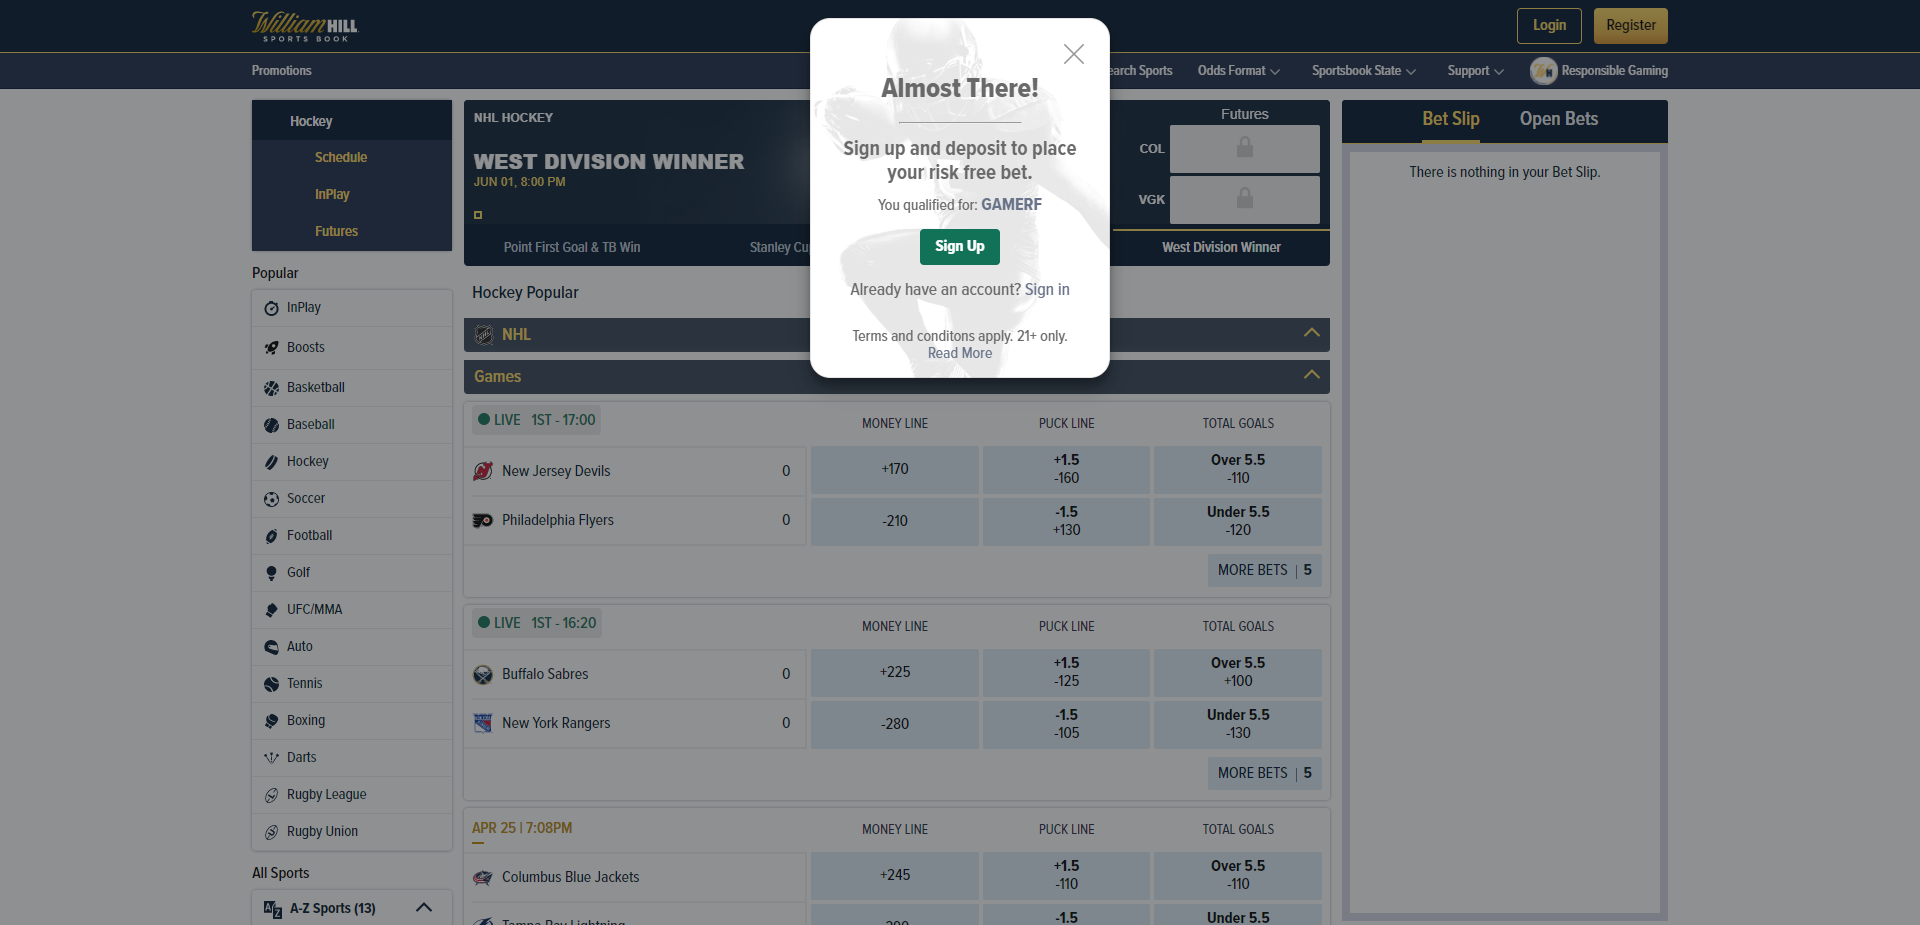 William HILL
SPORTS BOOK
Login
Register
Promotions
earch Sports
Odds Format
Sportsbook State
Support
Responsible Gaming
Almost There!
Sign up and deposit to place
your risk free bet.
You qualified for: GAMERF
Sign Up
Already have an account? Sign in
Terms and conditons apply. 21+ only.
Read More
Hockey
Schedule
InPlay
Futures
NHL HOCKEY
WEST DIVISION WINNER
JUN 01, 8:00 PM
Futures
COL
VGK
Point First Goal & TB Win
Stanley Cu
West Division Winner
Bet Slip
Open Bets
There is nothing in your Bet Slip.
Popular
InPlay
Boosts
Basketball
Baseball
Hockey
Soccer
Football
Golf
UFC/MMA
Auto
Tennis
Boxing
Darts
Rugby League
Rugby Union
All Sports
A-Z Sports (13)
Hockey Popular
NHL
Games
LIVE 1ST - 17:00
MONEY LINE
PUCK LINE
TOTAL GOALS
New Jersey Devils
0
+170
+1.5
-160
Over 5.5
-110
Philadelphia Flyers
0
-210
-1.5
+130
Under 5.5
-120
MORE BETS | 5
LIVE 1ST - 16:20
MONEY LINE
PUCK LINE
TOTAL GOALS
Buffalo Sabres
0
+225
+1.5
-125
Over 5.5
+100
New York Rangers
0
-280
-1.5
-105
Under 5.5
-130
MORE BETS | 5
APR 25 | 7:08PM
MONEY LINE
PUCK LINE
TOTAL GOALS
Columbus Blue Jackets
+245
+1.5
-110
Over 5.5
-110
Tampa Bay Lightning
-1.5
Under 5.5